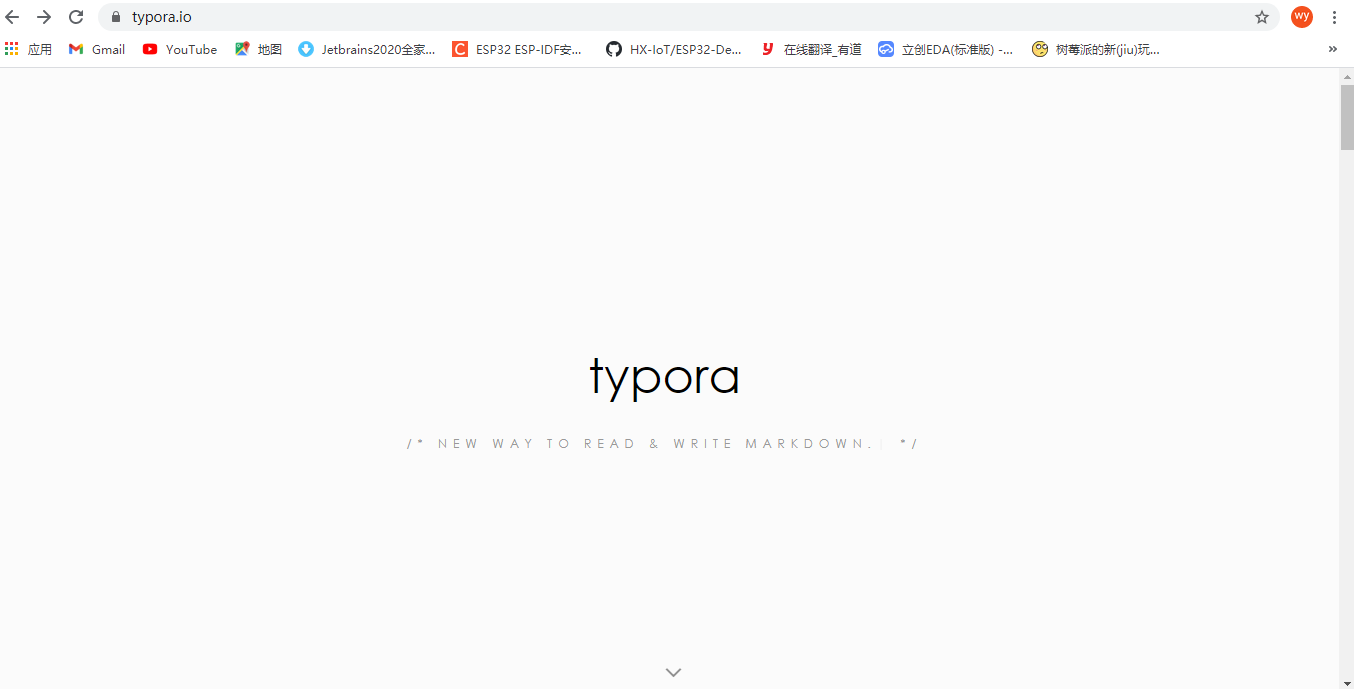 typora.io
wy
应用 Gmail YouTube 地图 Jetbrains2020全家... ESP32 ESP-IDF安... HX-IoT/ESP32-De... 在线翻译_有道 立创EDA(标准版) -... 树莓派的新(jiu)玩... »
typora
/* NEW WAY TO READ & WRITE MARKDOWN. */